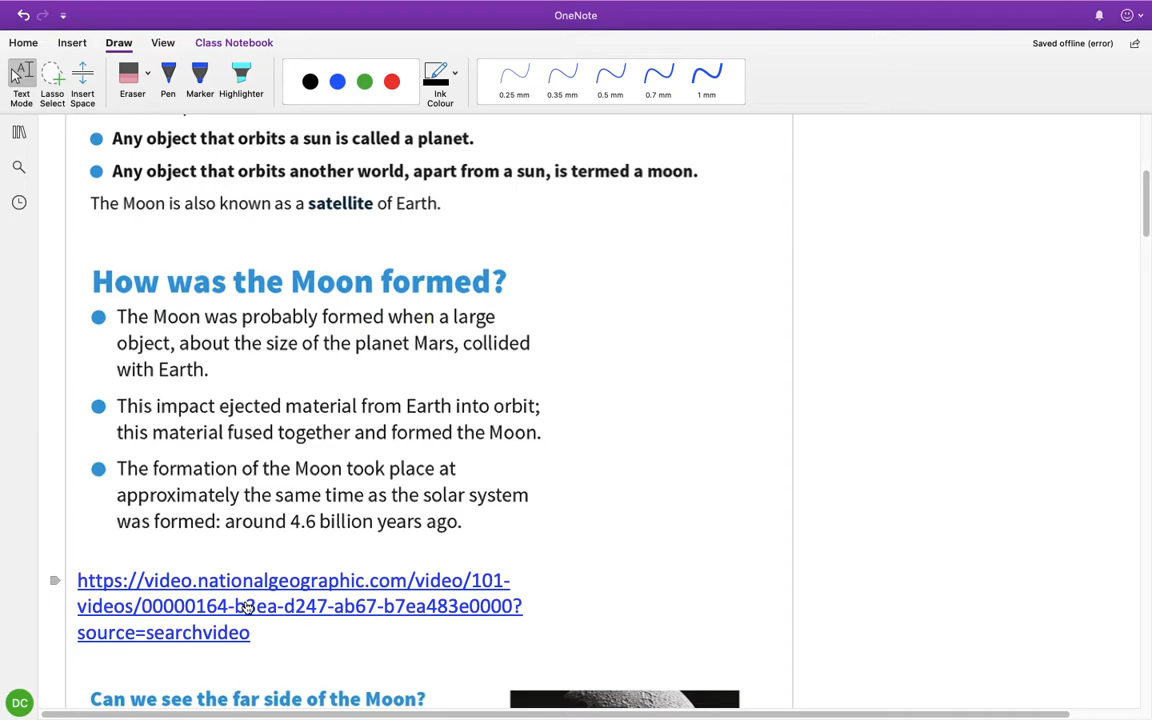 OneNote
Home Insert Draw View Class Notebook
Saved offline (error)
Text Mode
Lasso Select
Insert Space
Eraser
Pen
Marker
Highlighter
Ink Colour
0.25 mm 0.35 mm 0.5 mm 0.7 mm 1 mm
Any object that orbits a sun is called a planet.
Any object that orbits another world, apart from a sun, is termed a moon.
The Moon is also known as a satellite of Earth.
How was the Moon formed?
The Moon was probably formed when a large
object, about the size of the planet Mars, collided
with Earth.
This impact ejected material from Earth into orbit;
this material fused together and formed the Moon.
The formation of the Moon took place at
approximately the same time as the solar system
was formed: around 4.6 billion years ago.
https://video.nationalgeographic.com/video/101-
videos/00000164-b3ea-d247-ab67-b7ea483e0000?
source=searchvideo
Can we see the far side of the Moon?
DC